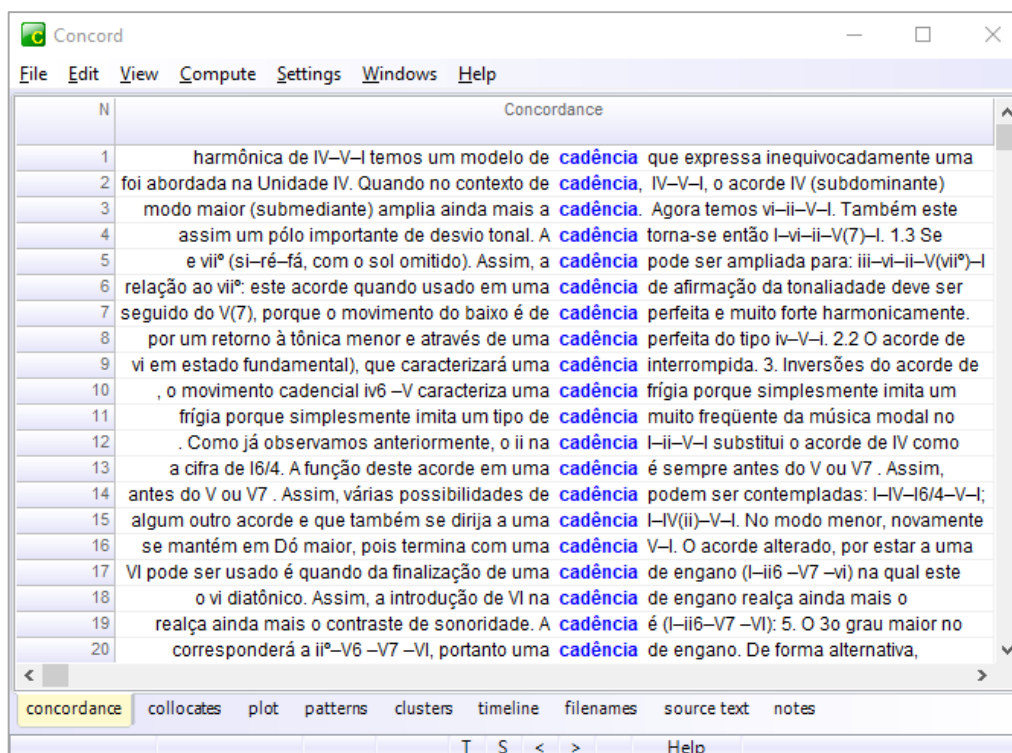 Concord
File Edit View Compute Settings Windows Help
N Concordance
1 harmônica de IV–V–I temos um modelo de cadência que expressa inequivocadamente uma
2 foi abordada na Unidade IV. Quando no contexto de cadência, IV–V–I, o acorde IV (subdominante)
3 modo maior (submediante) amplia ainda mais a cadência. Agora temos vi–ii–V–I. Também este
4 assim um pólo importante de desvio tonal. A cadência torna-se então I–vi–ii–V(7)–I. 1.3 Se
5 e viiº (si–ré–fá, com o sol omitido). Assim, a cadência pode ser ampliada para: iii–vi–ii–V(viiº)–I
6 relação ao viiº: este acorde quando usado em uma cadência de afirmação da tonaliadade deve ser
7 seguido do V(7), porque o movimento do baixo é de cadência perfeita e muito forte harmonicamente.
8 por um retorno à tônica menor e através de uma cadência perfeita do tipo iv–V–i. 2.2 O acorde de
9 vi em estado fundamental), que caracterizará uma cadência interrompida. 3. Inversões do acorde de
10 , o movimento cadencial iv6 –V caracteriza uma cadência frígia porque simplesmente imita um
11 frígia porque simplesmente imita um tipo de cadência muito freqüente da música modal no
12 . Como já observamos anteriormente, o ii na cadência I–ii–V–I substitui o acorde de IV como
13 a cifra de I6/4. A função deste acorde em uma cadência é sempre antes do V ou V7 . Assim,
14 antes do V ou V7 . Assim, várias possibilidades de cadência podem ser contempladas: I–IV–I6/4–V–I;
15 algum outro acorde e que também se dirija a uma cadência I–IV(ii)–V–I. No modo menor, novamente
16 se mantém em Dó maior, pois termina com uma cadência V–I. O acorde alterado, por estar a uma
17 VI pode ser usado é quando da finalização de uma cadência de engano (I–ii6 –V7 –vi) na qual este
18 o vi diatônico. Assim, a introdução de VI na cadência de engano realça ainda mais o
19 realça ainda mais o contraste de sonoridade. A cadência é (I–ii6–V7 –VI): 5. O 3o grau maior no
20 corresponderá a iiº–V6 –V7 –VI, portanto uma cadência de engano. De forma alternativa,
concordance collocates plot patterns clusters timeline filenames source text notes
T S < > Help